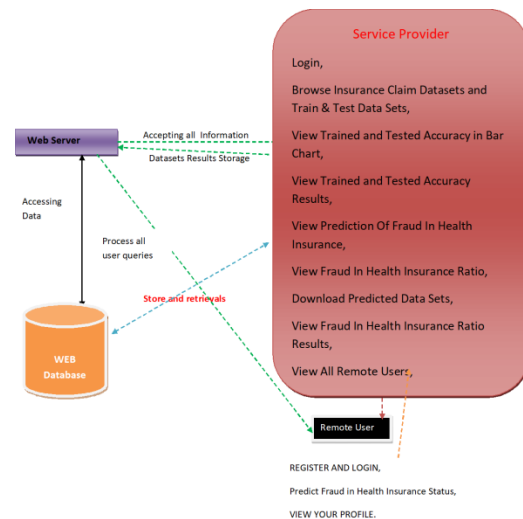 Service Provider
Login,
Browse Insurance Claim Datasets and
Train & Test Data Sets,
View Trained and Tested Accuracy in Bar
Chart,
View Trained and Tested Accuracy
Results,
View Prediction Of Fraud In Health
Insurance,
View Fraud In Health Insurance Ratio,
Download Predicted Data Sets,
View Fraud In Health Insurance Ratio
Results,
View All Remote Users,
Web Server
Accepting all Information
Datasets Results Storage
Accessing
Data
Process all
user queries
Store and retrievals
WEB
Database
Remote User
REGISTER AND LOGIN,
Predict Fraud in Health Insurance Status,
VIEW YOUR PROFILE.